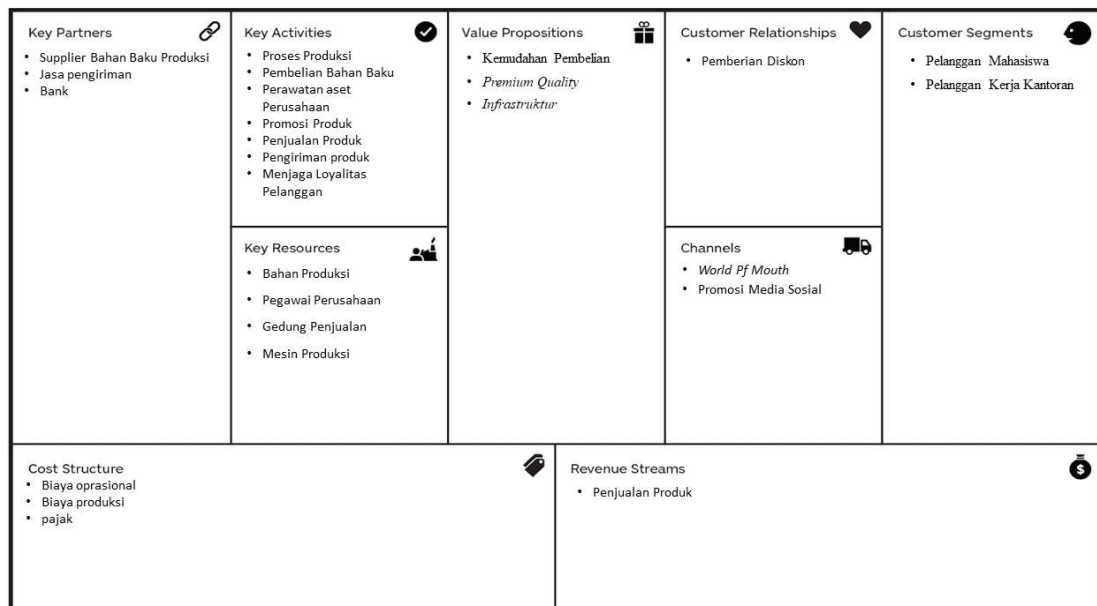 Key Partners
• Supplier Bahan Baku Produksi
• Jasa pengiriman
• Bank
Key Activities
• Proses Produksi
• Pembelian Bahan Baku
• Perawatan aset
Perusahaan
• Promosi Produk
• Penjualan Produk
• Pengiriman produk
• Menjaga Loyalitas
Pelanggan
Key Resources
• Bahan Produksi
• Pegawai Perusahaan
• Gedung Penjualan
• Mesin Produksi
Value Propositions
• Kemudahan Pembelian
• Premium Quality
• Infrastruktur
Customer Relationships
• Pemberian Diskon
Channels
• World Pf Mouth
• Promosi Media Sosial
Customer Segments
• Pelanggan Mahasiswa
• Pelanggan Kerja Kantoran
Cost Structure
• Biaya oprasional
• Biaya produksi
• pajak
Revenue Streams
• Penjualan Produk
$